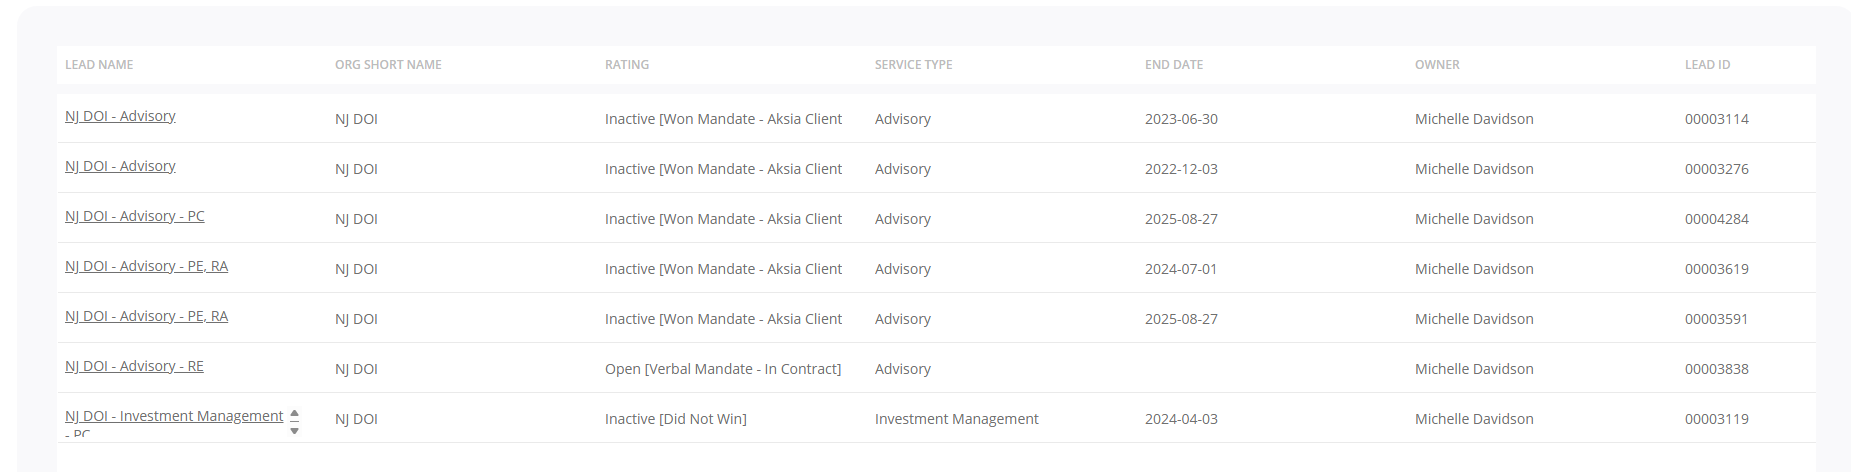 LEAD NAME ORG SHORT NAME RATING SERVICE TYPE END DATE OWNER LEAD ID
NJ DOI - Advisory NJ DOI Inactive [Won Mandate - Aksia Client Advisory 2023-06-30 Michelle Davidson 00003114
NJ DOI - Advisory NJ DOI Inactive [Won Mandate - Aksia Client Advisory 2022-12-03 Michelle Davidson 00003276
NJ DOI - Advisory - PC NJ DOI Inactive [Won Mandate - Aksia Client Advisory 2025-08-27 Michelle Davidson 00004284
NJ DOI - Advisory - PE, RA NJ DOI Inactive [Won Mandate - Aksia Client Advisory 2024-07-01 Michelle Davidson 00003619
NJ DOI - Advisory - PE, RA NJ DOI Inactive [Won Mandate - Aksia Client Advisory 2025-08-27 Michelle Davidson 00003591
NJ DOI - Advisory - RE NJ DOI Open [Verbal Mandate - In Contract] Advisory Michelle Davidson 00003838
NJ DOI - Investment Management NJ DOI Inactive [Did Not Win] Investment Management 2024-04-03 Michelle Davidson 00003119
- PC